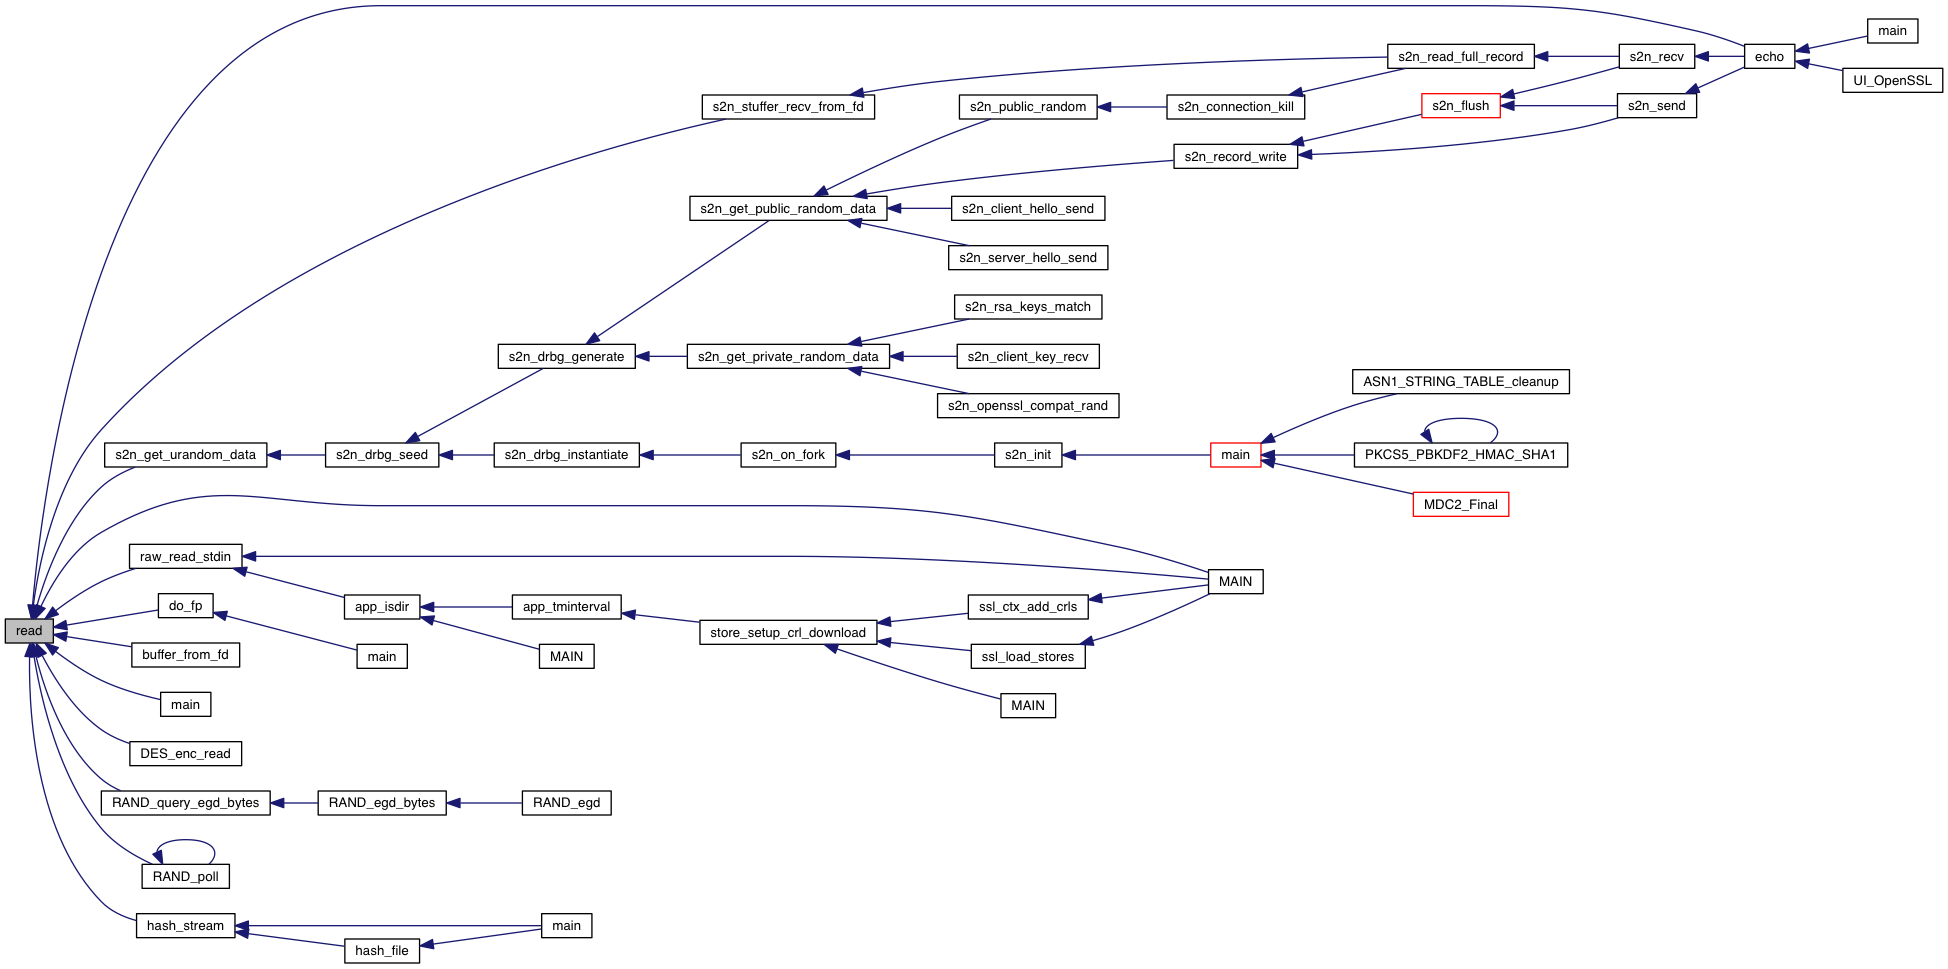 main
s2n_read_full_record
s2n_recv
echo
UI_OpenSSL
s2n_stuffer_recv_from_fd
s2n_public_random
s2n_connection_kill
s2n_flush
s2n_send
s2n_record_write
s2n_get_public_random_data
s2n_client_hello_send
s2n_server_hello_send
s2n_rsa_keys_match
s2n_drbg_generate
s2n_get_private_random_data
s2n_client_key_recv
ASN1_STRING_TABLE_cleanup
s2n_openssl_compat_rand
s2n_get_urandom_data
s2n_drbg_seed
s2n_drbg_instantiate
s2n_on_fork
s2n_init
main
PKCS5_PBKDF2_HMAC_SHA1
MDC2_Final
raw_read_stdin
MAIN
do_fp
app_isdir
app_tminterval
ssl_ctx_add_crls
read
store_setup_crl_download
buffer_from_fd
main
MAIN
ssl_load_stores
main
MAIN
DES_enc_read
RAND_query_egd_bytes
RAND_egd_bytes
RAND_egd
RAND_poll
hash_stream
main
hash_file